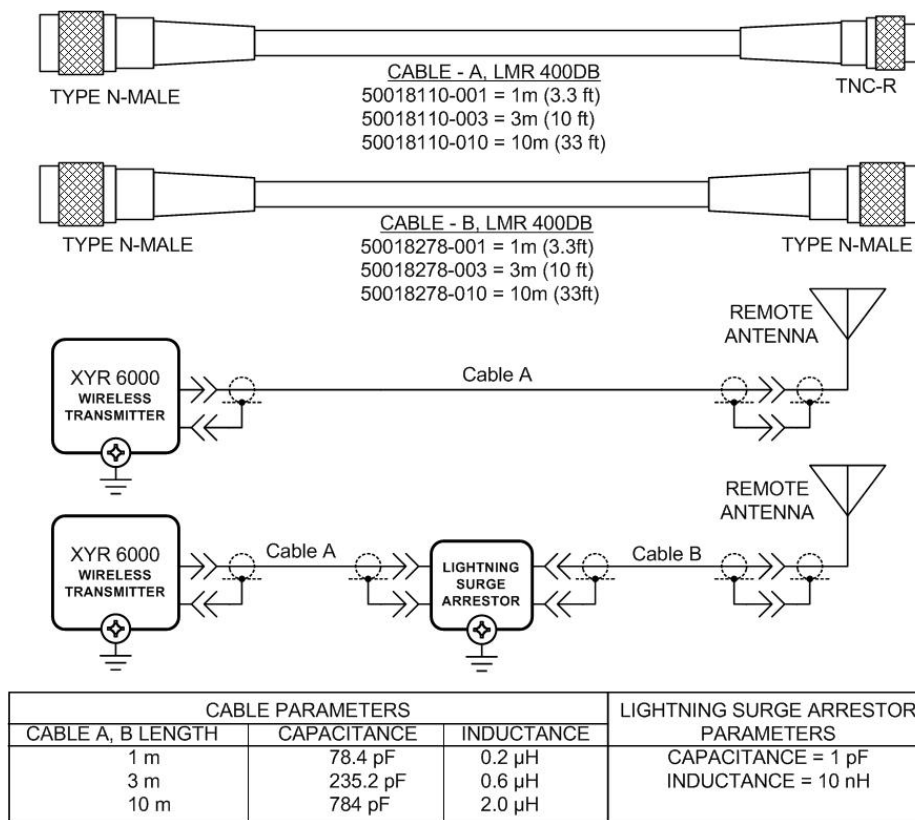 TYPE N-MALE
CABLE - A, LMR 400DB
50018110-001 = 1m (3.3 ft)
50018110-003 = 3m (10 ft)
50018110-010 = 10m (33 ft)
TNC-R
TYPE N-MALE
CABLE - B, LMR 400DB
50018278-001 = 1m (3.3ft)
50018278-003 = 3m (10 ft)
50018278-010 = 10m (33ft)
TYPE N-MALE
XYR 6000
WIRELESS
TRANSMITTER
Cable A
REMOTE
ANTENNA
XYR 6000
WIRELESS
TRANSMITTER
Cable A
LIGHTNING
SURGE
ARRESTOR
Cable B
REMOTE
ANTENNA
CABLE PARAMETERS
CABLE A, B LENGTH CAPACITANCE INDUCTANCE
1 m 78.4 pF 0.2 µH
3 m 235.2 pF 0.6 µH
10 m 784 pF 2.0 µH
LIGHTNING SURGE ARRESTOR
PARAMETERS
CAPACITANCE = 1 pF
INDUCTANCE = 10 nH